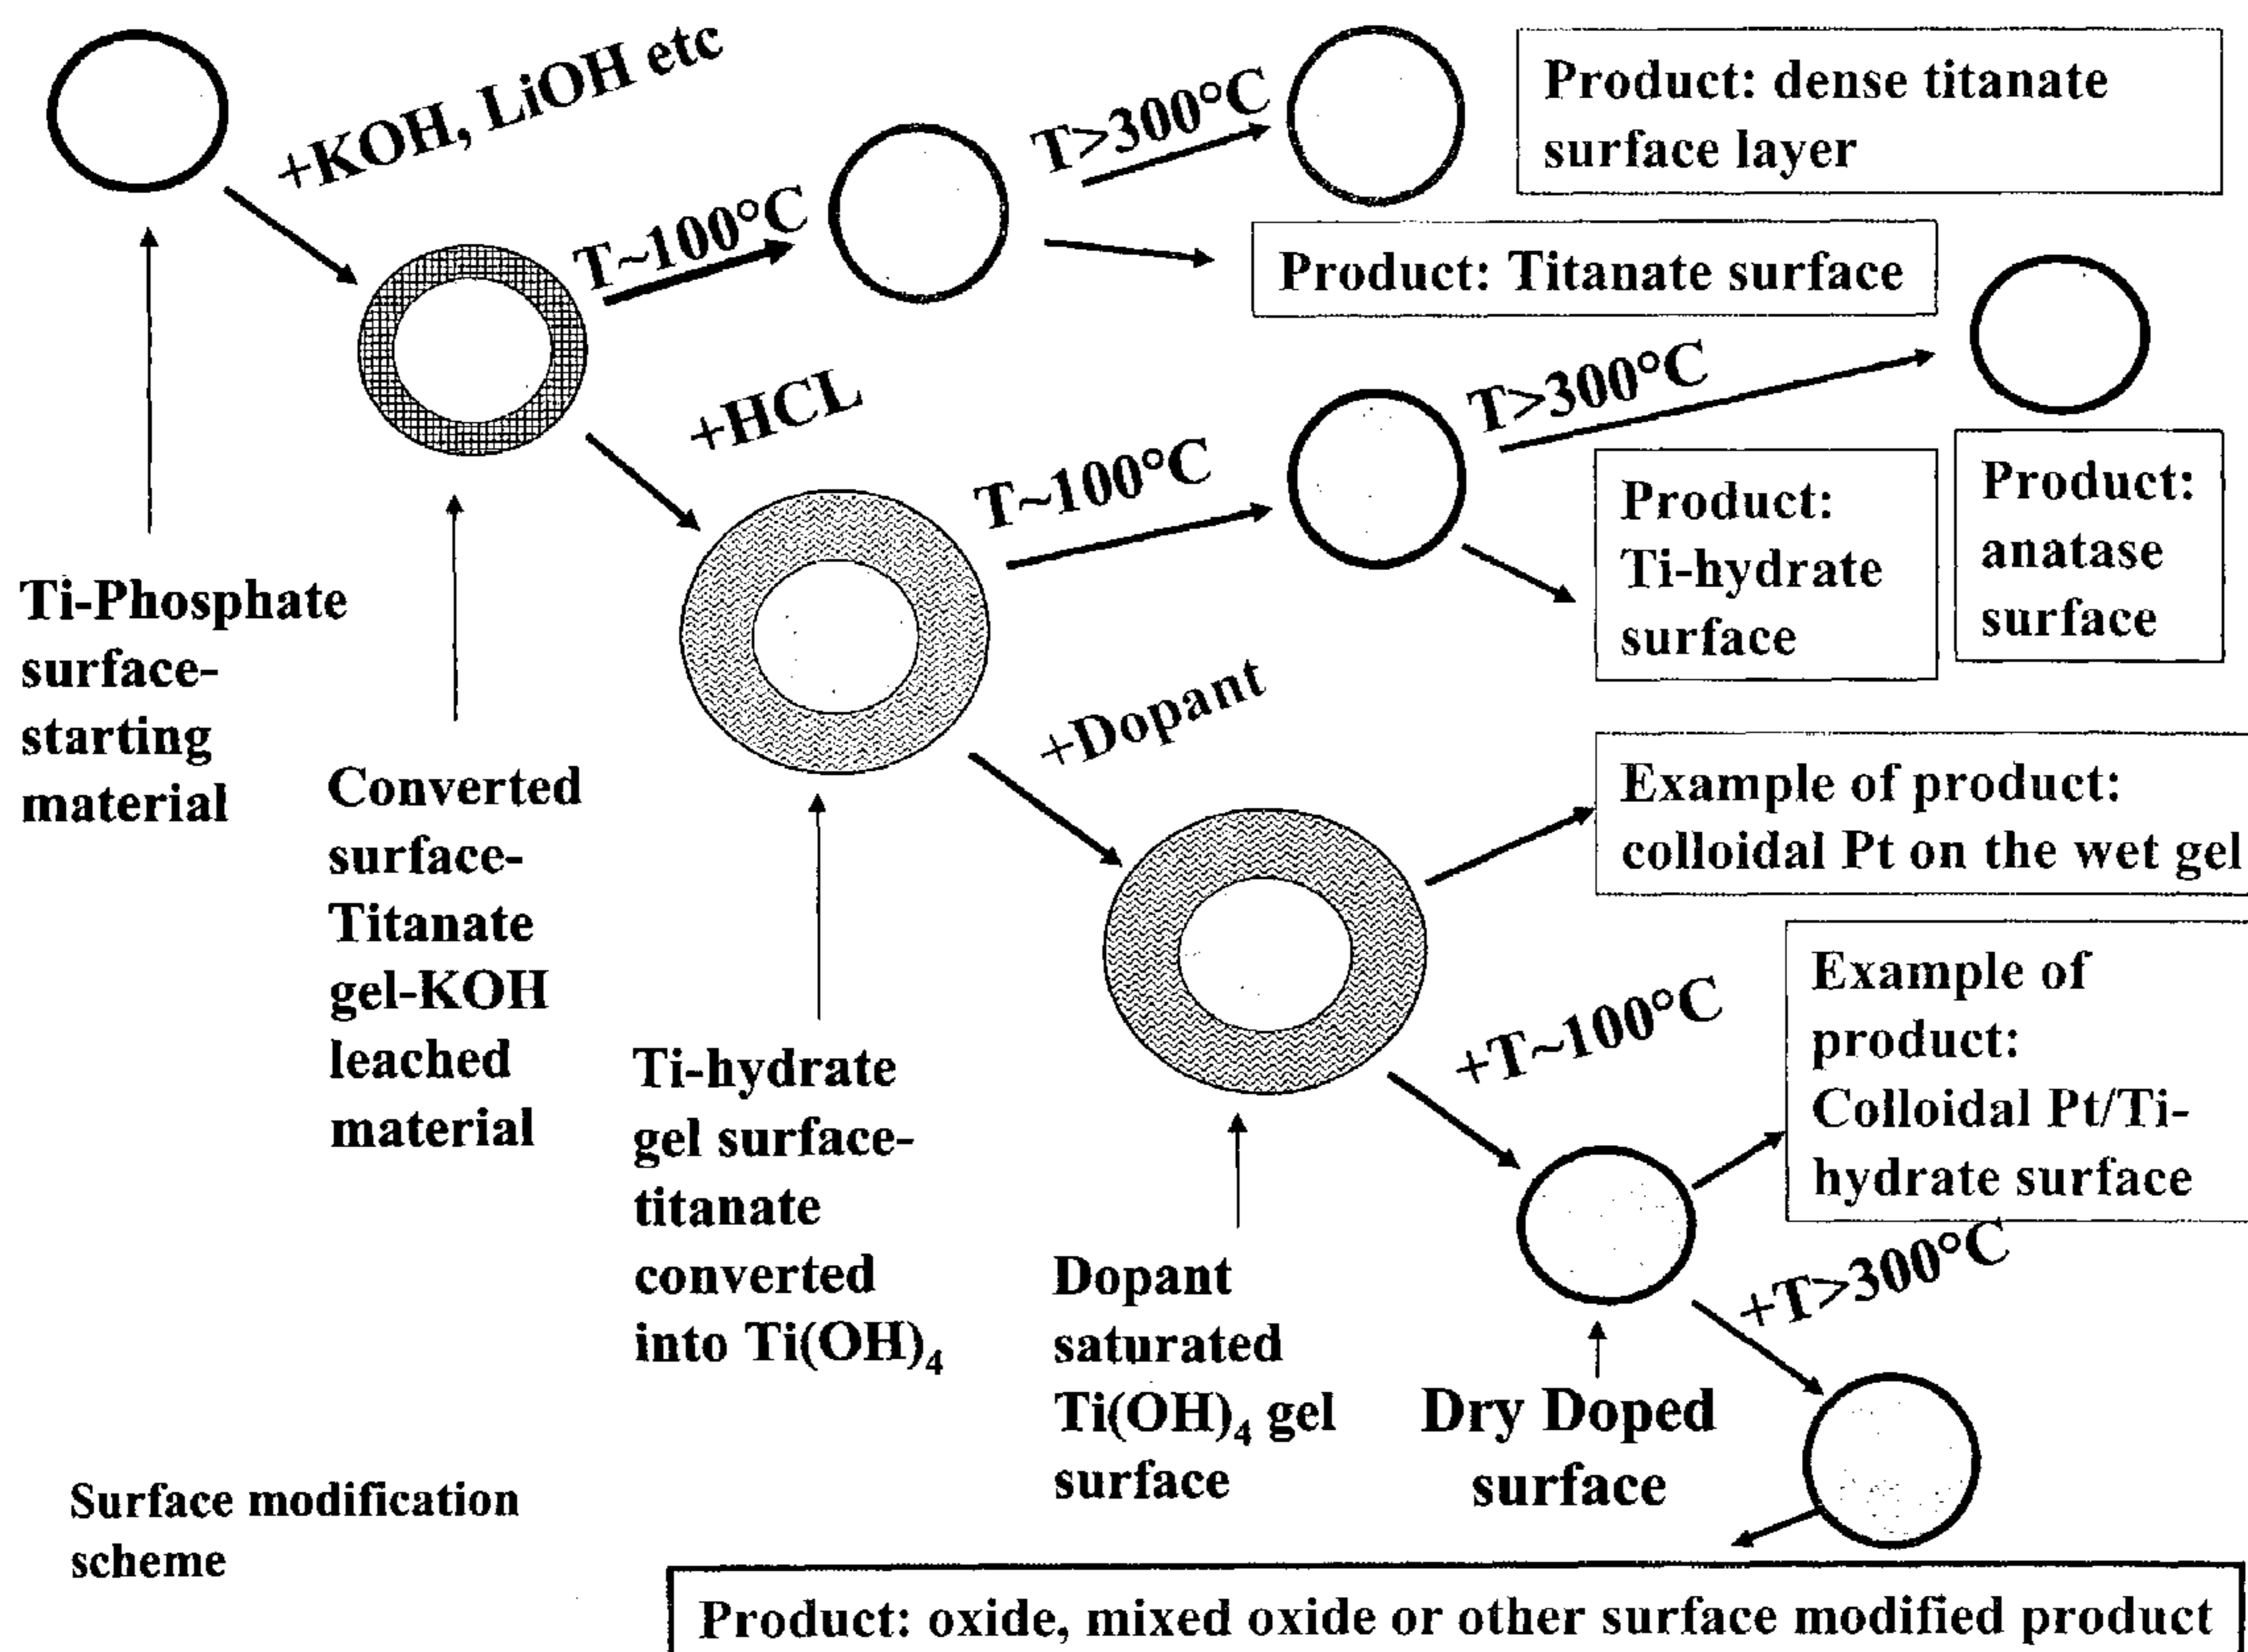 +KOH, LiOH etc
T~100°C
T>300°C
Product: dense titanate
surface layer
Product: Titanate surface
+HCL
T~100°C
T>300°C
Product:
Ti-hydrate
surface
Product:
anatase
surface
Ti-Phosphate
surface-
starting
material
Converted
surface-
Titanate
gel-KOH
leached
material
+Dopant
Example of product:
colloidal Pt on the wet gel
Ti-hydrate
gel surface-
titanate
converted
into Ti(OH)₄
+T~100°C
Example of
product:
Colloidal Pt/Ti-
hydrate surface
Dopant
saturated
Ti(OH)₄ gel
surface
+T>300°C
Dry Doped
surface
Surface modification
scheme
Product: oxide, mixed oxide or other surface modified product